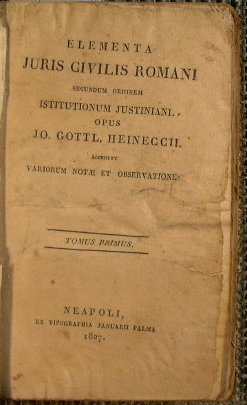 ELEMENTA
JURIS CIVILIS ROMANI
SECUNDUM ORDINEM
ISTITUTIONUM JUSTINIANI.
OPUS
JO. GOTTL. HEINECCII.
ACCEDUNT
VARIORUM NOTÆ ET OBSERVATIONES
TOMUS PRIMUS.
NEAPOLI,
EX TIPOGRAPHIA JANUARII PALMA
1827.